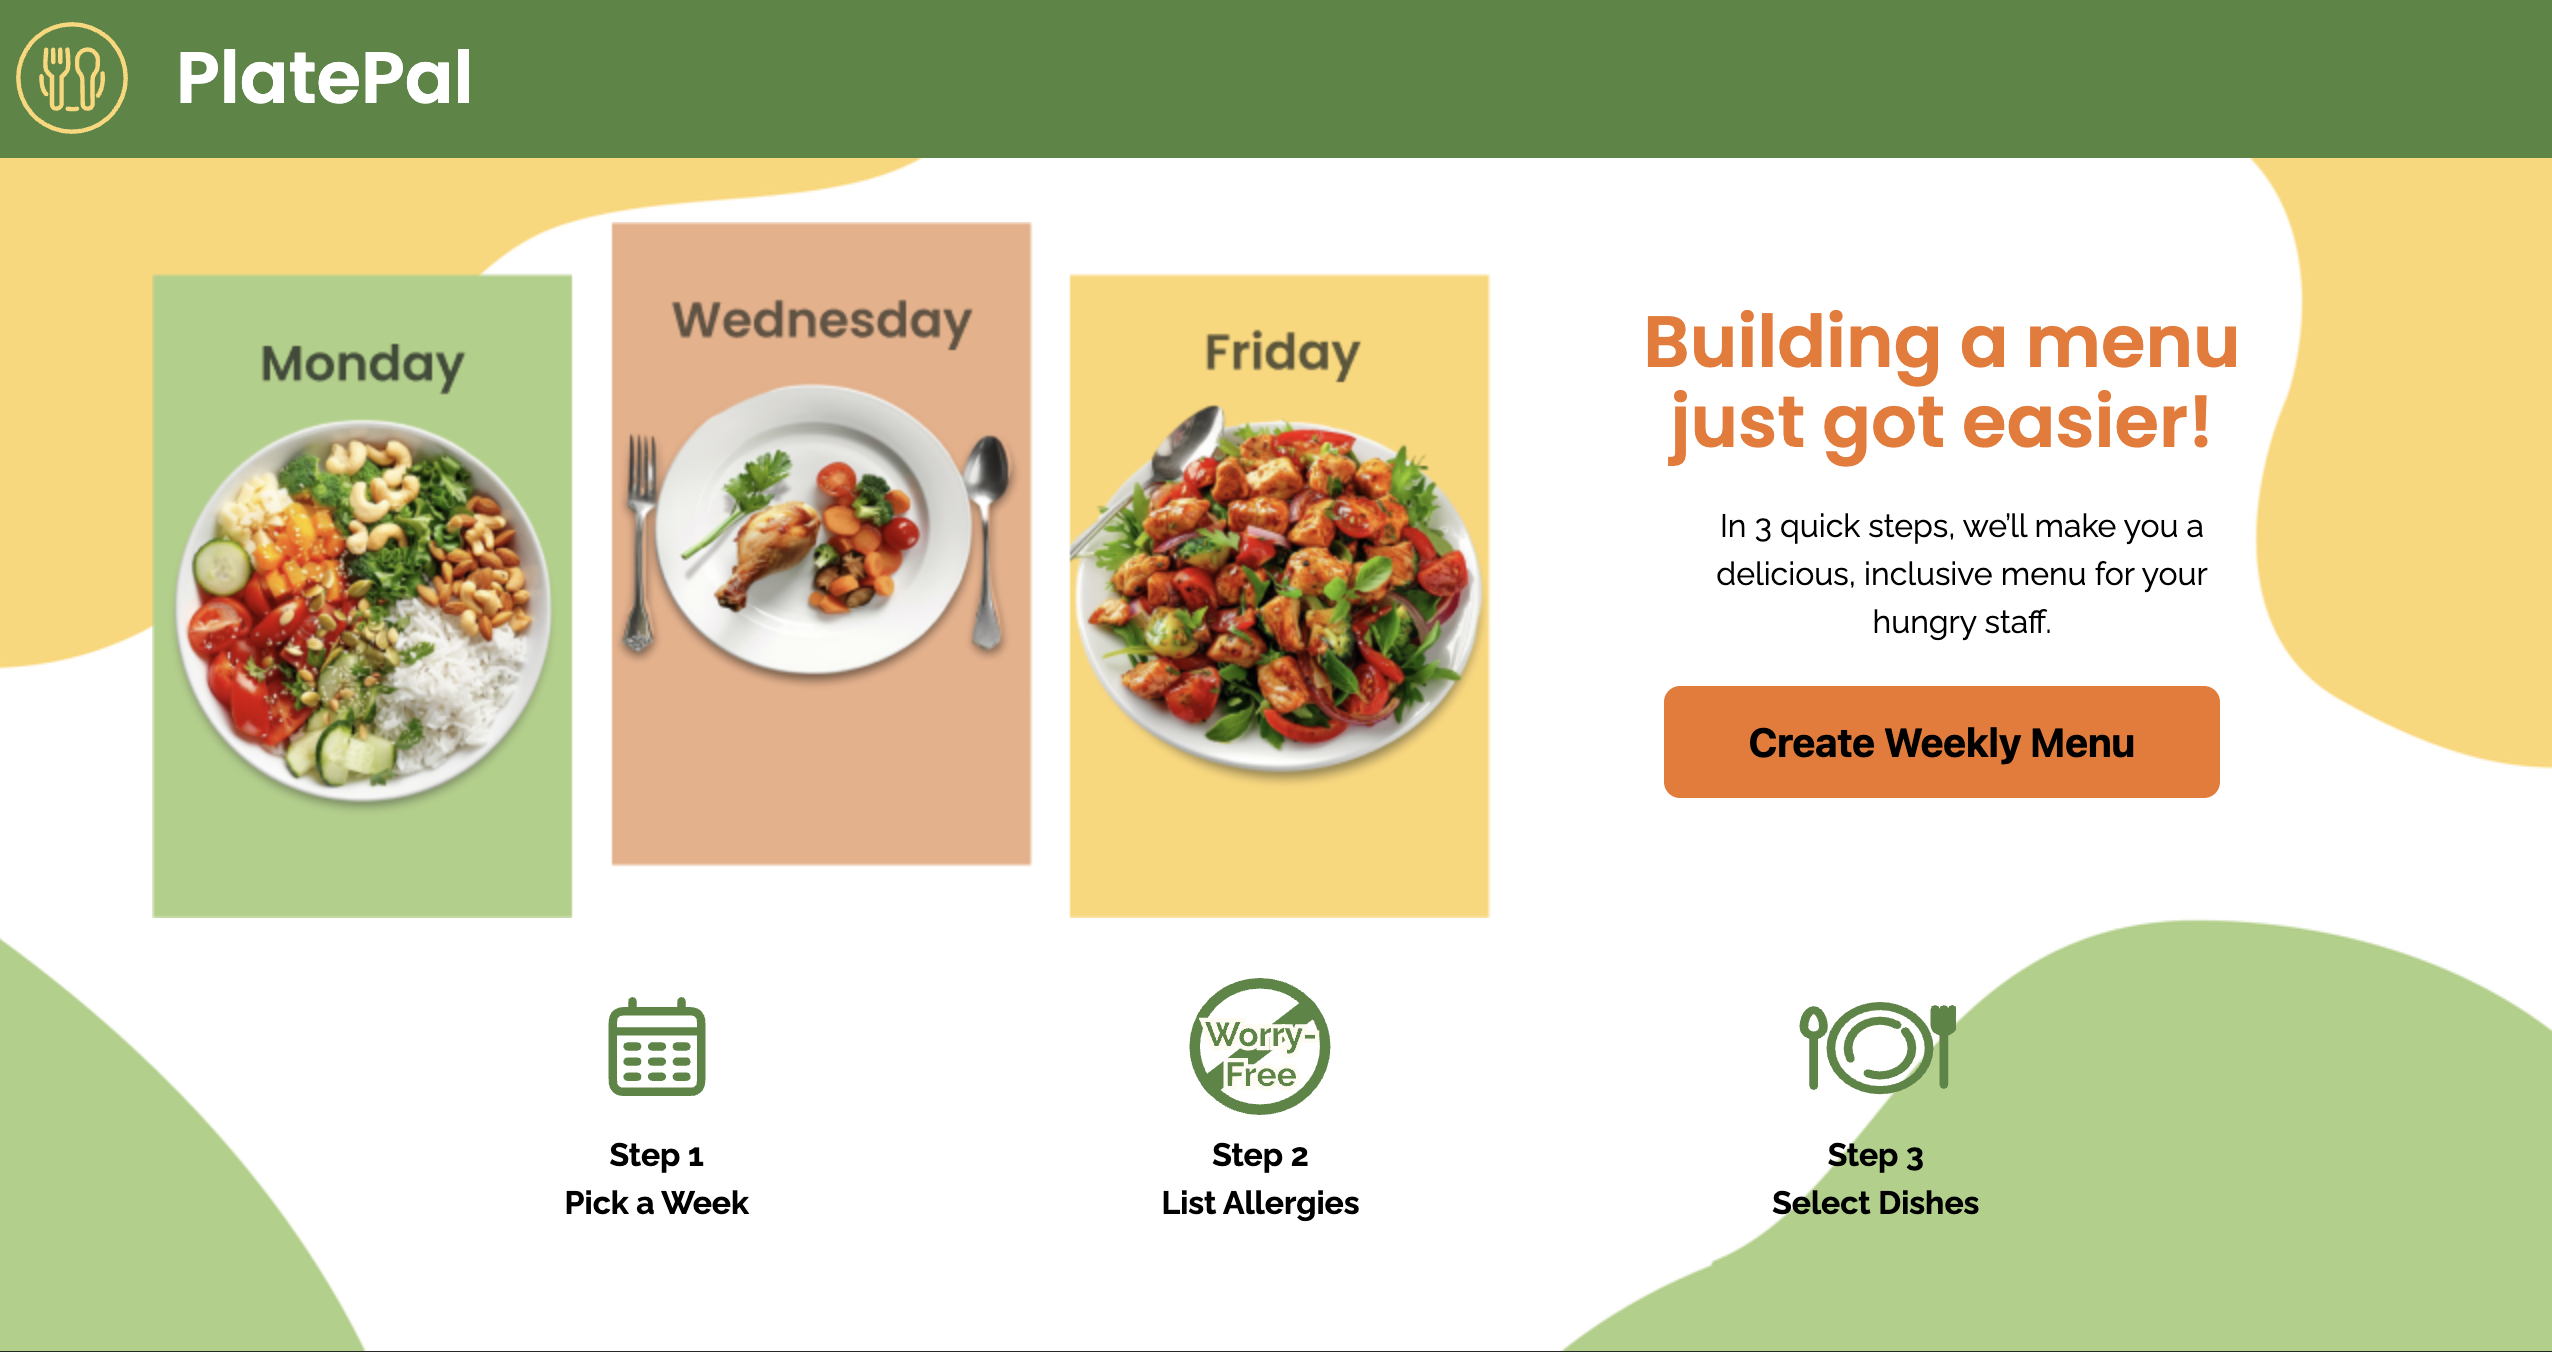 PlatePal
Monday
Wednesday
Friday
Building a menu
just got easier!
In 3 quick steps, we'll make you a
delicious, inclusive menu for your
hungry staff.
Create Weekly Menu
Worry-
Free
Step 1
Pick a Week
Step 2
List Allergies
Step 3
Select Dishes